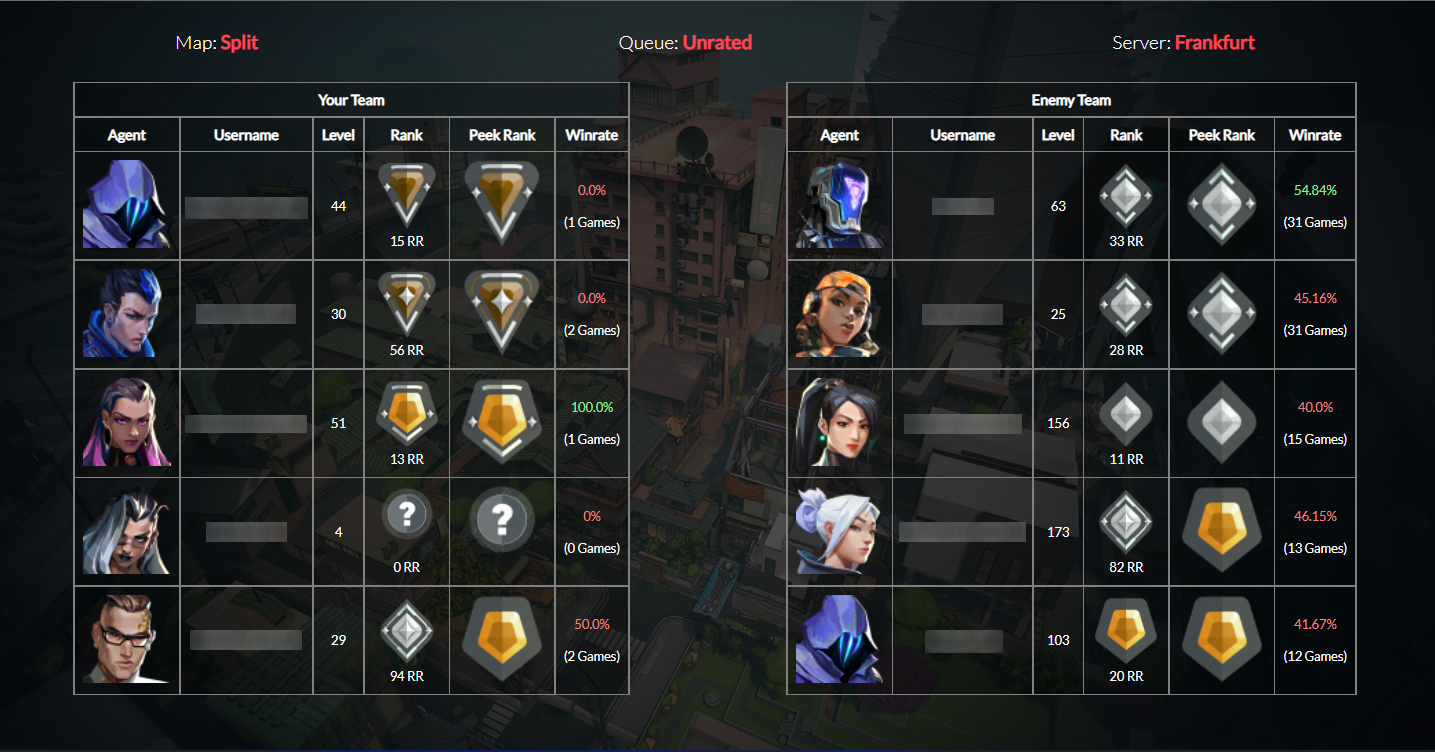 Map: Split
Queue: Unrated
Server: Frankfurt
Your Team
Agent Username Level Rank Peek Rank Winrate
44 15 RR 0.0% (1 Games)
30 56 RR 0.0% (2 Games)
51 13 RR 100.0% (1 Games)
4 ? 0 RR ? 0% (0 Games)
29 94 RR 50.0% (2 Games)
Enemy Team
Agent Username Level Rank Peek Rank Winrate
63 33 RR 54.84% (31 Games)
25 28 RR 45.16% (31 Games)
156 11 RR 40.0% (15 Games)
173 82 RR 46.15% (13 Games)
103 20 RR 41.67% (12 Games)